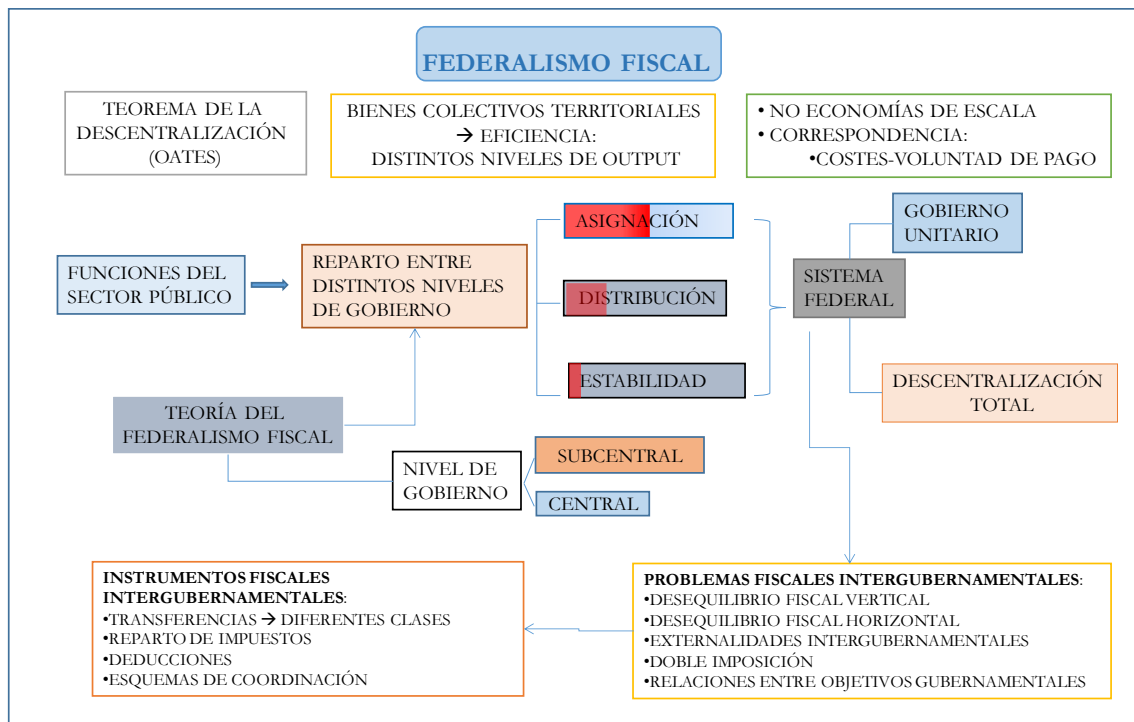 FEDERALISMO FISCAL
TEOREMA DE LA
DESCENTRALIZACIÓN
(OATES)
BIENES COLECTIVOS TERRITORIALES
→ EFICIENCIA:
DISTINTOS NIVELES DE OUTPUT
• NO ECONOMÍAS DE ESCALA
• CORRESPONDENCIA:
•COSTES-VOLUNTAD DE PAGO
FUNCIONES DEL
SECTOR PÚBLICO
REPARTO ENTRE
DISTINTOS NIVELES
DE GOBIERNO
ASIGNACIÓN
DISTRIBUCIÓN
ESTABILIDAD
SISTEMA
FEDERAL
GOBIERNO
UNITARIO
DESCENTRALIZACIÓN
TOTAL
TEORÍA DEL
FEDERALISMO FISCAL
NIVEL DE
GOBIERNO
SUBCENTRAL
CENTRAL
INSTRUMENTOS FISCALES
INTERGUBERNAMENTALES:
•TRANSFERENCIAS → DIFERENTES CLASES
•REPARTO DE IMPUESTOS
•DEDUCCIONES
•ESQUEMAS DE COORDINACIÓN
PROBLEMAS FISCALES INTERGUBERNAMENTALES:
•DESEQUILIBRIO FISCAL VERTICAL
•DESEQUILIBRIO FISCAL HORIZONTAL
•EXTERNALIDADES INTERGUBERNAMENTALES
•DOBLE IMPOSICIÓN
•RELACIONES ENTRE OBJETIVOS GUBERNAMENTALES